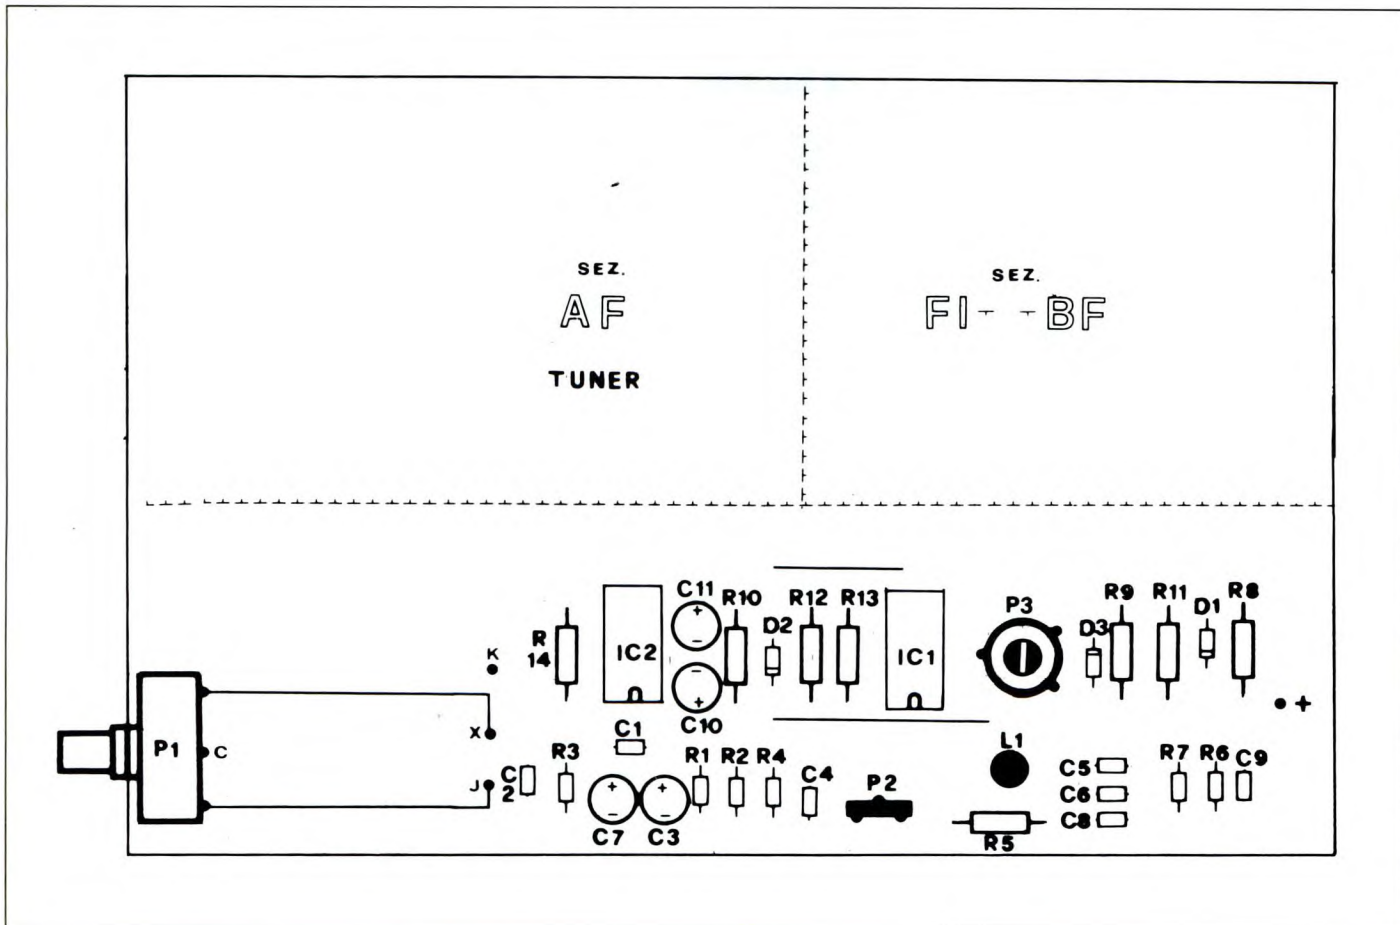 SEZ.
AF
TUNER
SEZ.
FI - - BF
C11
R10
R12
R13
P3
R9
R11
D1
R8
D2
D3
R
14
IC2
IC1
K
+
-
-
+
+
C10
P1
C
X
J
C1
L1
C
2
R3
R1
R2
R4
C4
P2
C5
C6
C8
R7
R6
C9
+
-
+
-
C7
C3
R5